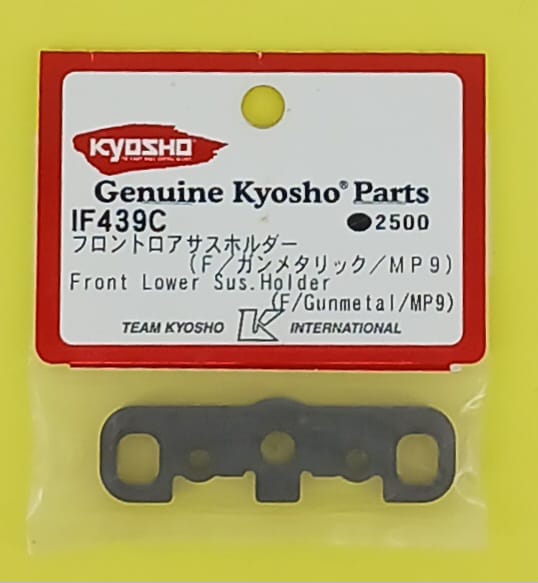 KYOSHO
Genuine Kyosho® Parts
IF439C ●2500
フロントロアサスホルダー
(F/ガンメタリック/MP9)
Front Lower Sus.Holder
(F/Gunmetal/MP9)
TEAM KYOSHO K INTERNATIONAL